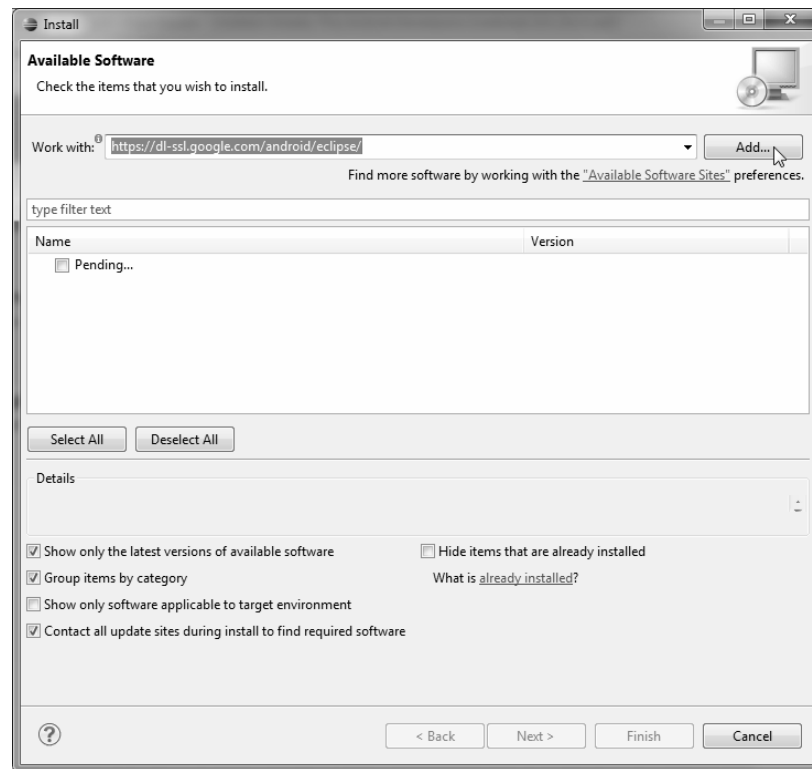 Install
Available Software
Check the items that you wish to install.
Work with: https://dl-ssl.google.com/android/eclipse/ Add...
Find more software by working with the "Available Software Sites" preferences.
type filter text
Name Version
Pending...
Select All Deselect All
Details
Show only the latest versions of available software Hide items that are already installed
Group items by category What is already installed?
Show only software applicable to target environment
Contact all update sites during install to find required software
? < Back Next > Finish Cancel